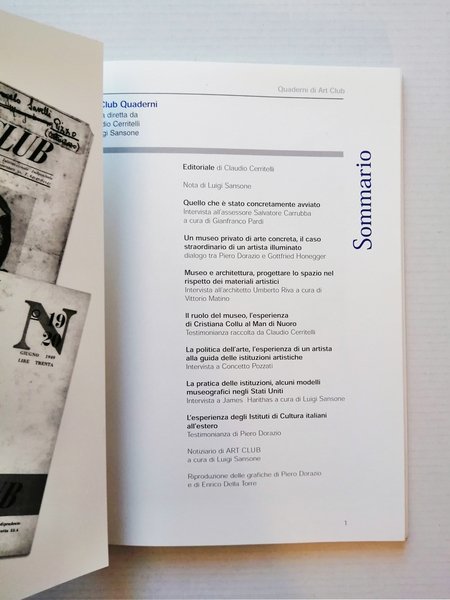 Quaderni di Art Club
Club Quaderni
diretta da
Cerritelli
Sansone
Sommario
Editoriale di Claudio Cerritelli
Nota di Luigi Sansone
Quello che è stato concretamente avviato
Intervista all'assessore Salvatore Carrubba
a cura di Gianfranco Pardi
Un museo privato di arte concreta, il caso
straordinario di un artista illuminato
dialogo tra Piero Dorazio e Gottfried Honegger
Museo e architettura, progettare lo spazio nel
rispetto dei materiali artistici
Intervista all'architetto Umberto Riva a cura di
Vittorio Matino
Il ruolo del museo, l'esperienza
di Cristiana Collu al Man di Nuoro
Testimonianza raccolta da Claudio Cerritelli
La politica dell'arte, l'esperienza di un artista
alla guida delle istituzioni artistiche
Intervista a Concetto Pozzati
La pratica delle istituzioni, alcuni modelli
museografici negli Stati Uniti
Intervista a James Harithas a cura di Luigi Sansone
L'esperienza degli Istituti di Cultura italiani
all'estero
Testimonianza di Piero Dorazio
Notiziario di ART CLUB
a cura di Luigi Sansone
Riproduzione delle grafiche di Piero Dorazio
e di Enrico Della Torre
1
CLUB
N
19
20
GIUGNO 1949
LIRE TRENTA